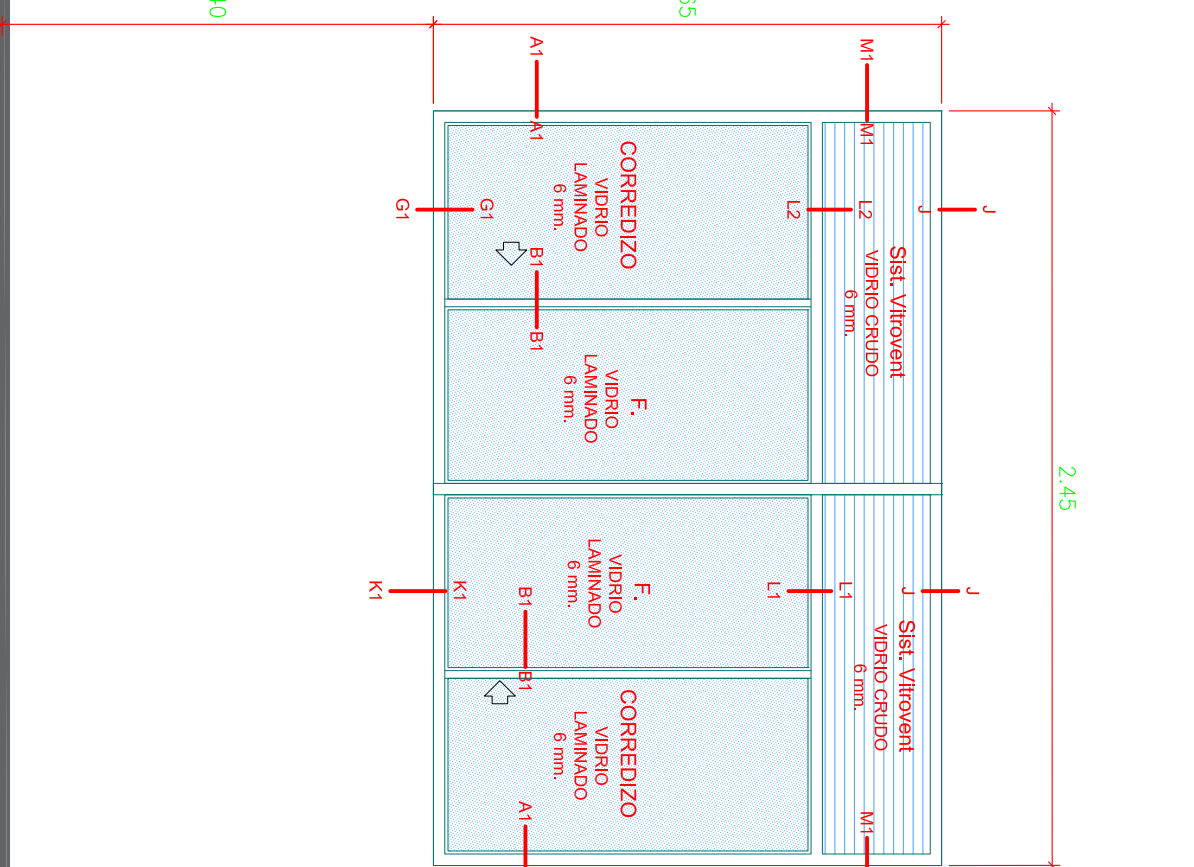 2.45
J
J
J
J
Sist. Vitrovent
VIDRIO CRUDO
6 mm.
Sist. Vitrovent
VIDRIO CRUDO
6 mm.
M1
M1
M1
L2
L2
L1
L1
CORREDIZO
VIDRIO
LAMINADO
6 mm.
F.
VIDRIO
LAMINADO
6 mm.
F.
VIDRIO
LAMINADO
6 mm.
CORREDIZO
VIDRIO
LAMINADO
6 mm.
A1
A1
B1
B1
B1
B1
A1
G1
G1
K1
K1
40